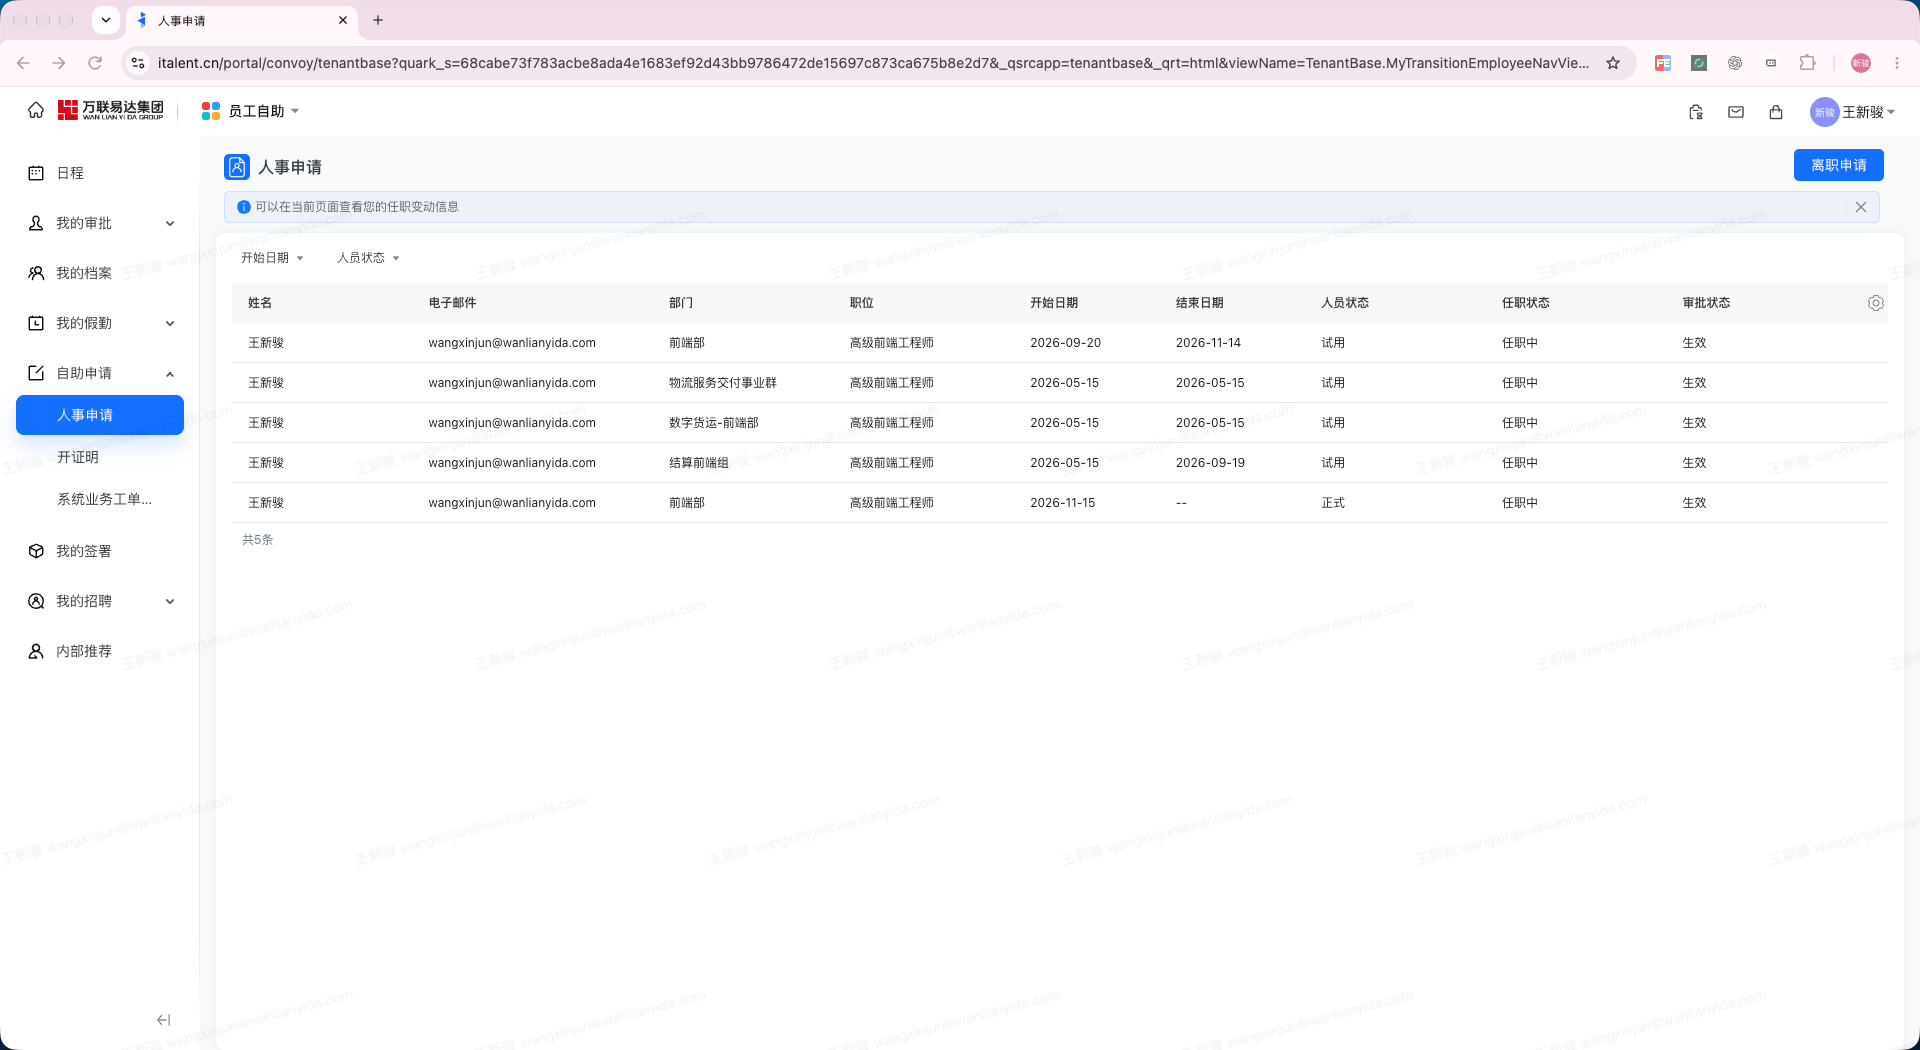 人事申请
italent.cn/portal/convoy/tenantbase?quark_s=68cabe73f783acbe8ada4e1683ef92d43bb9786472de15697c873ca675b8e2d7&_qsrcapp=tenantbase&_qrt=html&viewName=TenantBase.MyTransitionEmployeeNavVie...
新骏
万联易达集团
WAN LIAN YI DA GROUP
员工自助
新骏 王新骏
日程
我的审批
我的档案
我的假勤
自助申请
人事申请
开证明
系统业务工单...
我的签署
我的招聘
内部推荐
人事申请
离职申请
可以在当前页面查看您的任职变动信息
开始日期 人员状态
姓名 电子邮件 部门 职位 开始日期 结束日期 人员状态 任职状态 审批状态
王新骏 wangxinjun@wanlianyida.com 前端部 高级前端工程师 2026-09-20 2026-11-14 试用 任职中 生效
王新骏 wangxinjun@wanlianyida.com 物流服务交付事业群 高级前端工程师 2026-05-15 2026-05-15 试用 任职中 生效
王新骏 wangxinjun@wanlianyida.com 数字货运-前端部 高级前端工程师 2026-05-15 2026-05-15 试用 任职中 生效
王新骏 wangxinjun@wanlianyida.com 结算前端组 高级前端工程师 2026-05-15 2026-09-19 试用 任职中 生效
王新骏 wangxinjun@wanlianyida.com 前端部 高级前端工程师 2026-11-15 -- 正式 任职中 生效
共5条
王新骏 wangxinjun@wanlianyida.com